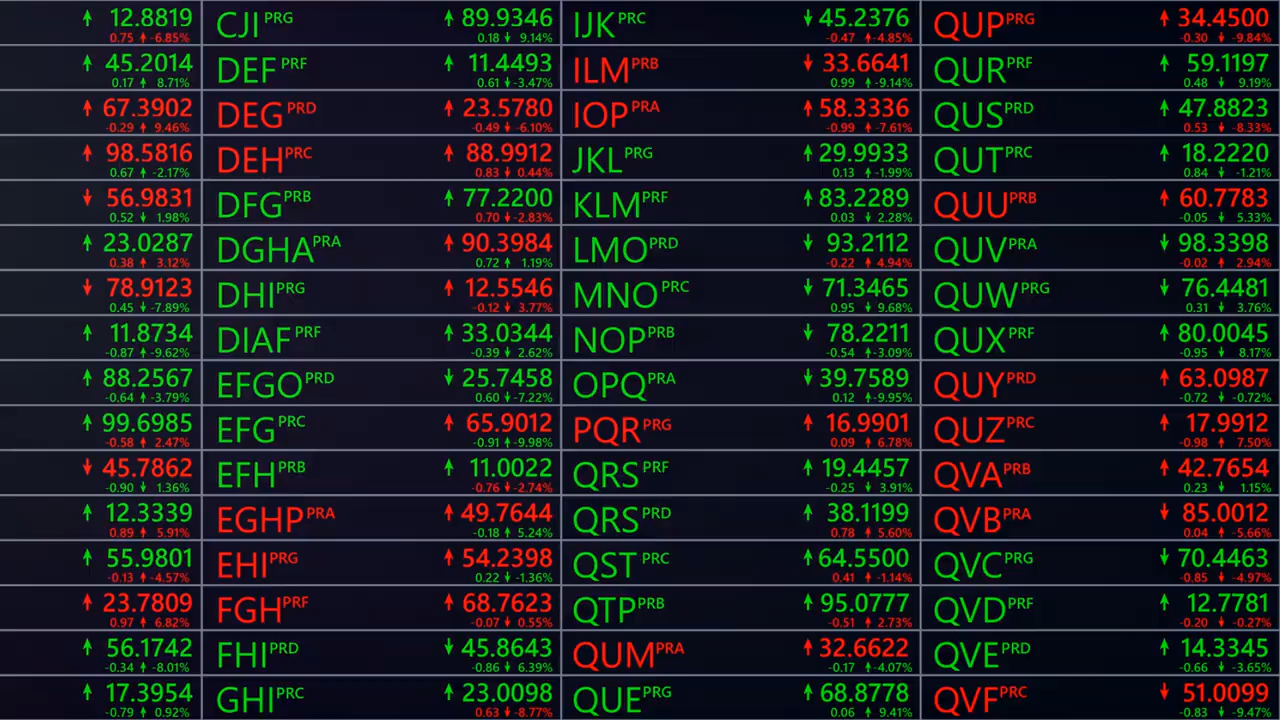 ↑ 12.8819 CJI PRG ↑ 89.9346 IJK PRC ↓ 45.2376 QUP PRG ↑ 34.4500
0.75 ↑ -6.85% 0.18 ↓ 9.14% -0.47 ↑ -4.85% -0.30 ↓ -9.84%
↑ 45.2014 DEF PRF ↑ 11.4493 ILM PRB ↓ 33.6641 QUR PRF ↑ 59.1197
0.17 ↑ 8.71% 0.61 ↓ -3.47% 0.99 ↑ -9.14% 0.48 ↓ 9.19%
↑ 67.3902 DEG PRD ↑ 23.5780 IOP PRA ↑ 58.3336 QUS PRD ↑ 47.8823
-0.29 ↑ 9.46% -0.49 ↓ -6.10% -0.99 ↑ -7.61% 0.53 ↓ -8.33%
↑ 98.5816 DEH PRC ↑ 88.9912 JKL PRG ↑ 29.9933 QUT PRC ↑ 18.2220
0.67 ↑ -2.17% 0.83 ↓ 0.44% 0.13 ↑ -1.99% 0.84 ↓ -1.21%
↓ 56.9831 DFG PRB ↑ 77.2200 KLM PRF ↑ 83.2289 QUU PRB ↑ 60.7783
0.52 ↓ 1.98% 0.70 ↓ -2.83% 0.03 ↓ 2.28% -0.05 ↓ 5.33%
↑ 23.0287 DGHA PRA ↑ 90.3984 LMO PRD ↓ 93.2112 QUV PRA ↓ 98.3398
0.38 ↑ 3.12% 0.72 ↑ 1.19% -0.22 ↑ 4.94% -0.02 ↑ 2.94%
↓ 78.9123 DHI PRG ↑ 12.5546 MNO PRC ↓ 71.3465 QUW PRG ↓ 76.4481
0.45 ↓ -7.89% -0.12 ↓ 3.77% 0.95 ↓ 9.68% 0.31 ↓ 3.76%
↑ 11.8734 DIAF PRF ↑ 33.0344 NOP PRB ↓ 78.2211 QUX PRF ↑ 80.0045
-0.87 ↑ -9.62% -0.39 ↓ 2.62% -0.54 ↑ -3.09% -0.95 ↓ 8.17%
↑ 88.2567 EFGO PRD ↓ 25.7458 OPQ PRA ↓ 39.7589 QUY PRD ↑ 63.0987
-0.64 ↑ -3.79% 0.60 ↓ -7.22% 0.12 ↑ -9.95% -0.72 ↓ -0.72%
↑ 99.6985 EFG PRC ↑ 65.9012 PQR PRG ↑ 16.9901 QUZ PRC ↑ 17.9912
-0.58 ↑ 2.47% -0.91 ↑ -9.98% 0.09 ↑ 6.78% -0.98 ↑ 7.50%
↓ 45.7862 EFH PRB ↑ 11.0022 QRS PRF ↑ 19.4457 QVA PRB ↑ 42.7654
-0.90 ↓ 1.36% -0.76 ↓ -2.74% -0.25 ↓ 3.91% 0.23 ↓ 1.15%
↑ 12.3339 EGHP PRA ↑ 49.7644 QRS PRD ↑ 38.1199 QVB PRA ↓ 85.0012
0.89 ↑ 5.91% -0.18 ↑ 5.24% 0.78 ↑ 5.60% 0.04 ↑ -5.66%
↑ 55.9801 EHI PRG ↑ 54.2398 QST PRC ↑ 64.5500 QVC PRG ↓ 70.4463
-0.13 ↑ -4.57% 0.22 ↓ -1.36% 0.41 ↑ -1.14% -0.85 ↓ -4.97%
↑ 23.7809 FGH PRF ↑ 68.7623 QTP PRB ↑ 95.0777 QVD PRF ↑ 12.7781
0.97 ↑ 6.82% -0.07 ↓ 0.55% -0.51 ↑ 2.73% -0.20 ↓ -0.27%
↑ 56.1742 FHI PRD ↓ 45.8643 QUM PRA ↑ 32.6622 QVE PRD ↑ 14.3345
-0.34 ↑ -8.01% -0.86 ↓ 6.39% -0.17 ↑ -4.07% -0.66 ↓ -3.65%
↑ 17.3954 GHI PRC ↑ 23.0098 QUE PRG ↑ 68.8778 QVF PRC ↓ 51.0099
-0.79 ↑ 0.92% 0.63 ↓ -8.77% 0.06 ↑ 9.41% -0.83 ↓ -9.47%